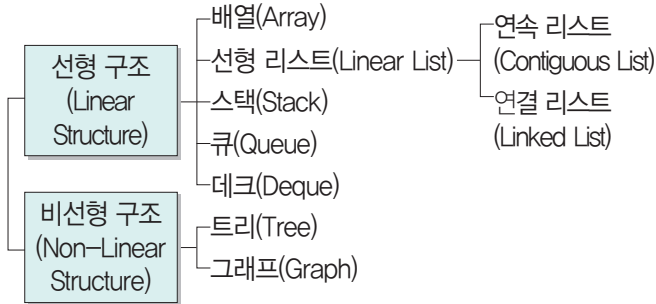 선형 구조
(Linear
Structure)
배열(Array)
선형 리스트(Linear List)
스택(Stack)
큐(Queue)
데크(Deque)
연속 리스트
(Contiguous List)
연결 리스트
(Linked List)
비선형 구조
(Non-Linear
Structure)
트리(Tree)
그래프(Graph)